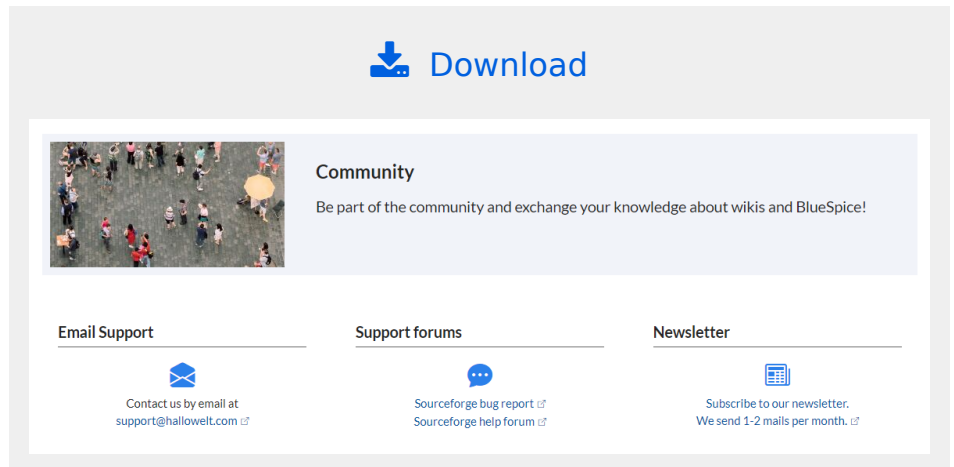 Download
Community
Be part of the community and exchange your knowledge about wikis and BlueSpice!
Email Support
Contact us by email at
support@hallowelt.com
Support forums
Sourceforge bug report
Sourceforge help forum
Newsletter
Subscribe to our newsletter.
We send 1-2 mails per month.